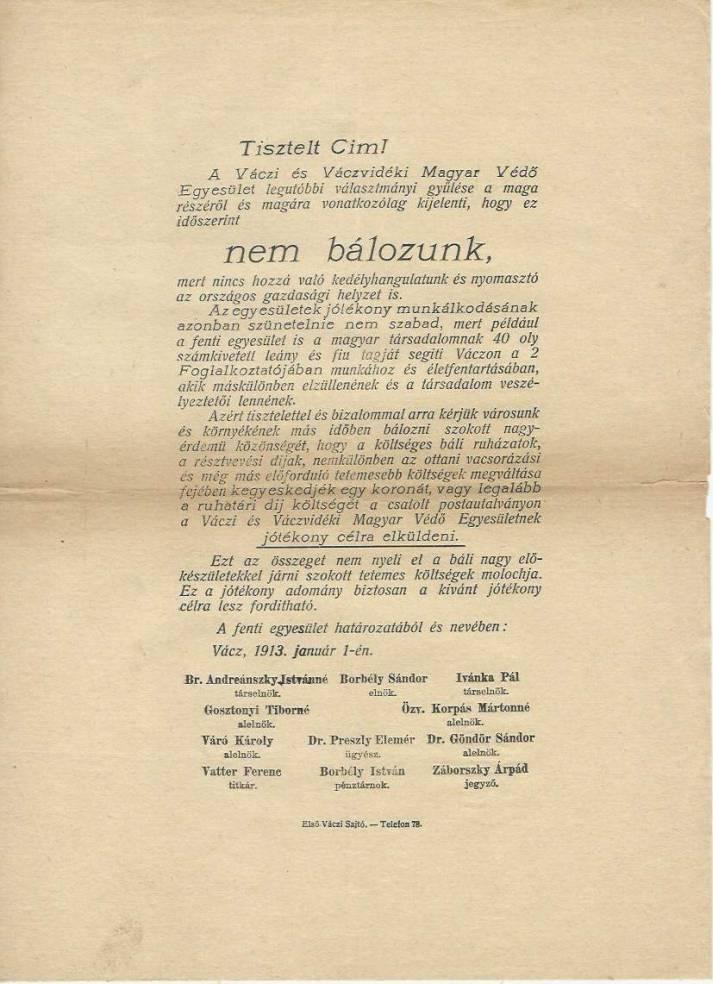 Tisztelt Cim!
A Váczi és Váczvidéki Magyar Védő
Egyesület legutóbbi választmányi gyülése a maga
részéről és magára vonatkozólag kijelenti, hogy ez
időszerint
nem bálozunk,
mert nincs hozzá való kedélyhangulatunk és nyomasztó
az országos gazdasági helyzet is.
Az egyesületek jótékony munkálkodásának
azonban szünetelnie nem szabad, mert például
a fenti egyesület is a magyar társadalomnak 40 oly
számkivetett leány és fiu tagját segiti Váczon a 2
Foglalkoztatójában munkához és életfentartásában,
akik máskülönben elzüllenének és a társadalom veszé-
lyeztetői lennének.
Azért tisztelettel és bizalommal arra kérjük városunk
és környékének más időben bálozni szokott nagy-
érdemü közönségét, hogy a költséges báli ruházatok,
a résztvevési dijak, nemkülönben az ottani vacsorázási
és még más előforduló tetemesebb költségek megváltása
fejében kegyeskedjék egy koronát, vagy legalább
a ruhatári dij költségét a csatolt postautalványon
a Váczi és Váczvidéki Magyar Védő Egyesületnek
jótékony célra elküldeni.
Ezt az összeget nem nyeli el a báli nagy elő-
készületekkel járni szokott tetemes költségek molochja.
Ez a jótékony adomány biztosan a kivánt jótékony
célra lesz forditható.
A fenti egyesület határozatából és nevében:
Vácz, 1913. január 1-én.
Br. Andreánszky Istvánné Borbély Sándor Ivánka Pál
társelnök. elnök. társelnök.
Gosztonyi Tiborné Özv. Korpás Mártonné
alelnök. alelnök.
Váró Károly Dr. Preszly Elemér Dr. Göndör Sándor
alelnök. ügyész. alelnök.
Vatter Ferenc Borbély István Záborszky Árpád
titkár. pénztárnok. jegyző.
Első Váczi Sajtó. — Telefon 78.